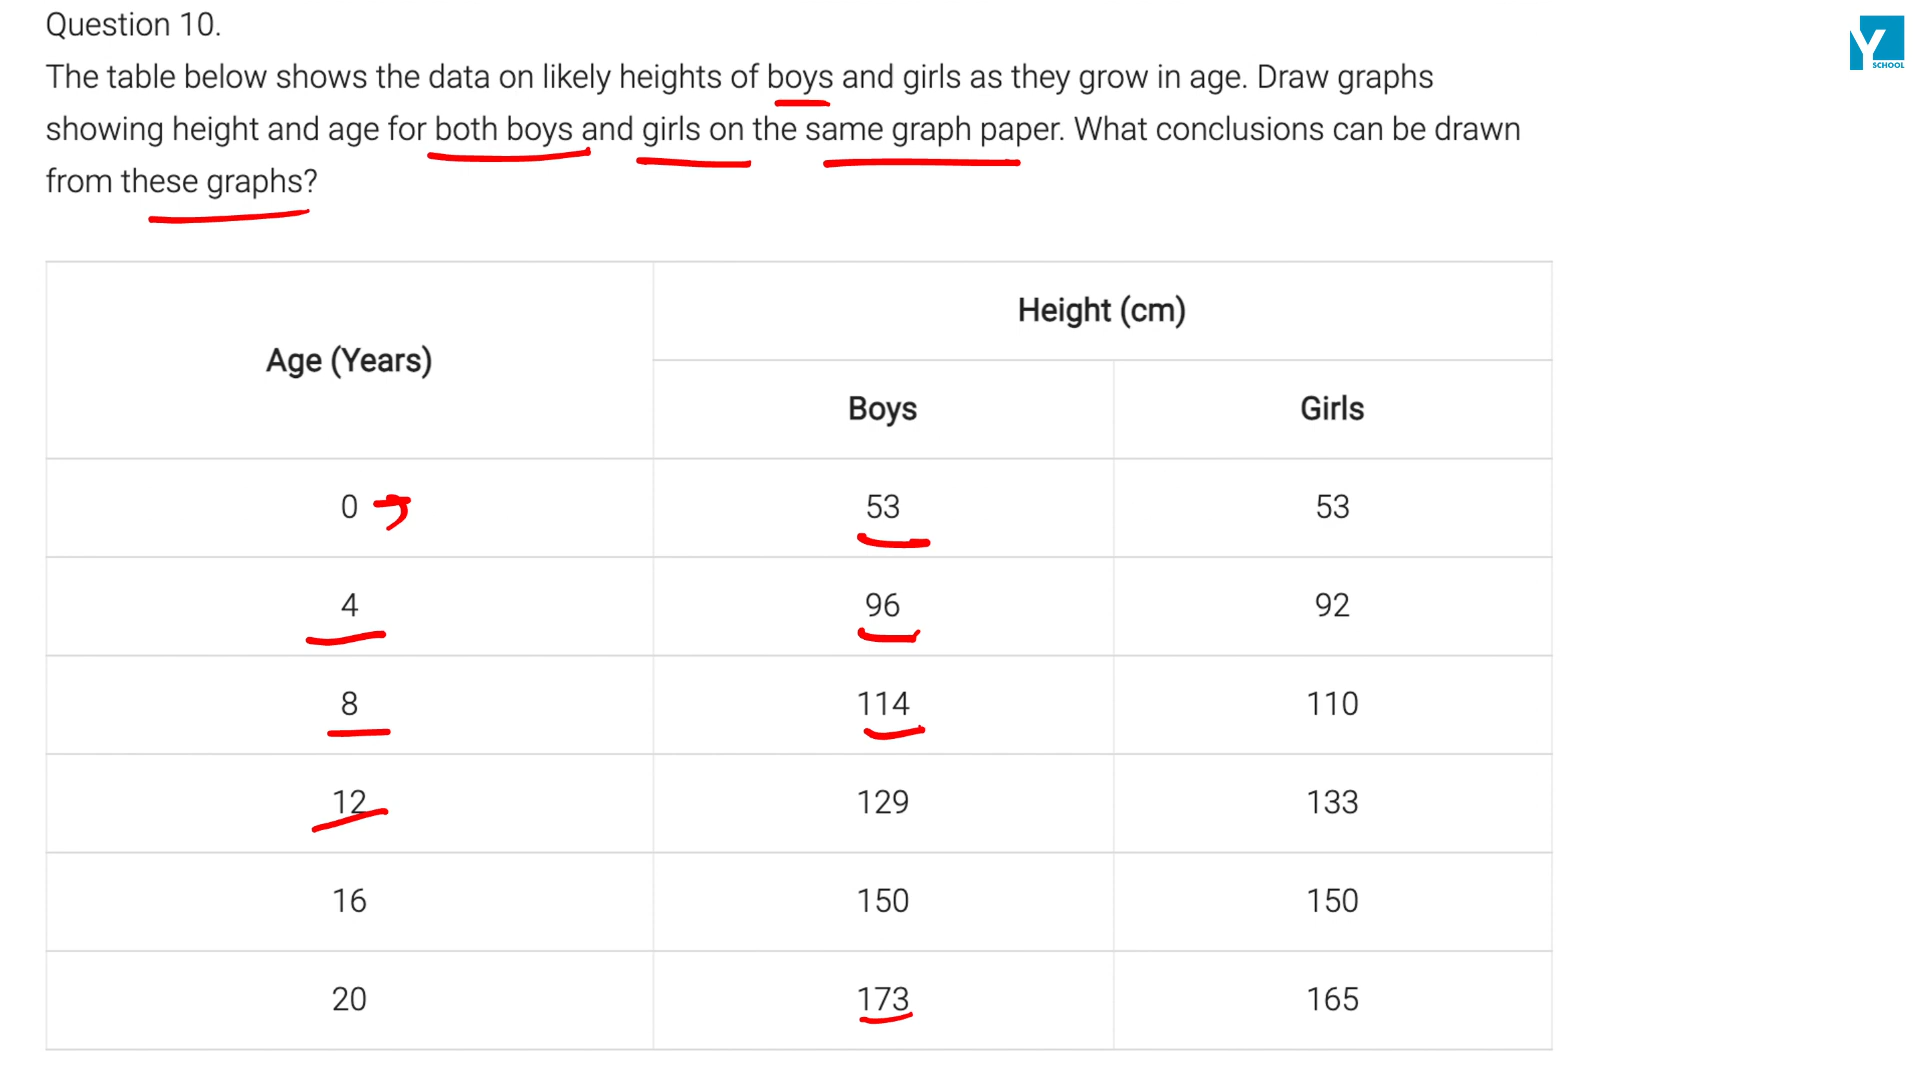 Question 10.
The table below shows the data on likely heights of boys and girls as they grow in age. Draw graphs
showing height and age for both boys and girls on the same graph paper. What conclusions can be drawn
from these graphs?
Y SCHOOL
Age (Years)
Height (cm)
Boys Girls
0 53 53
4 96 92
8 114 110
12 129 133
16 150 150
20 173 165